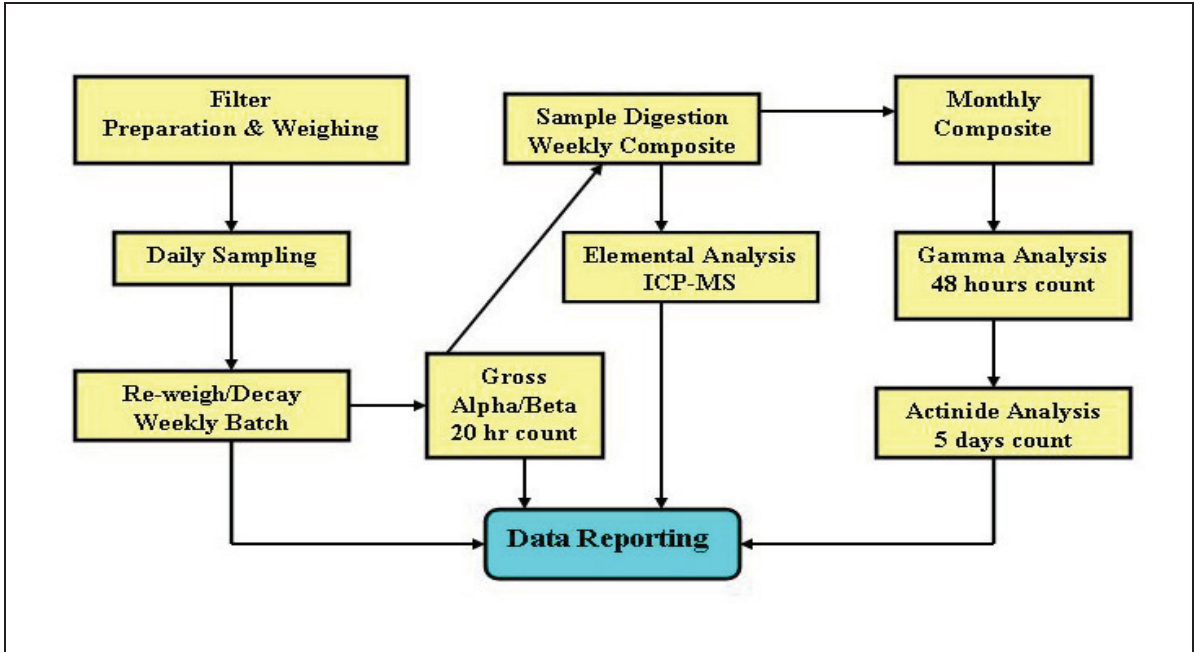 Filter
Preparation & Weighing
Daily Sampling
Re-weigh/Decay
Weekly Batch
Gross
Alpha/Beta
20 hr count
Sample Digestion
Weekly Composite
Elemental Analysis
ICP-MS
Monthly
Composite
Gamma Analysis
48 hours count
Actinide Analysis
5 days count
Data Reporting